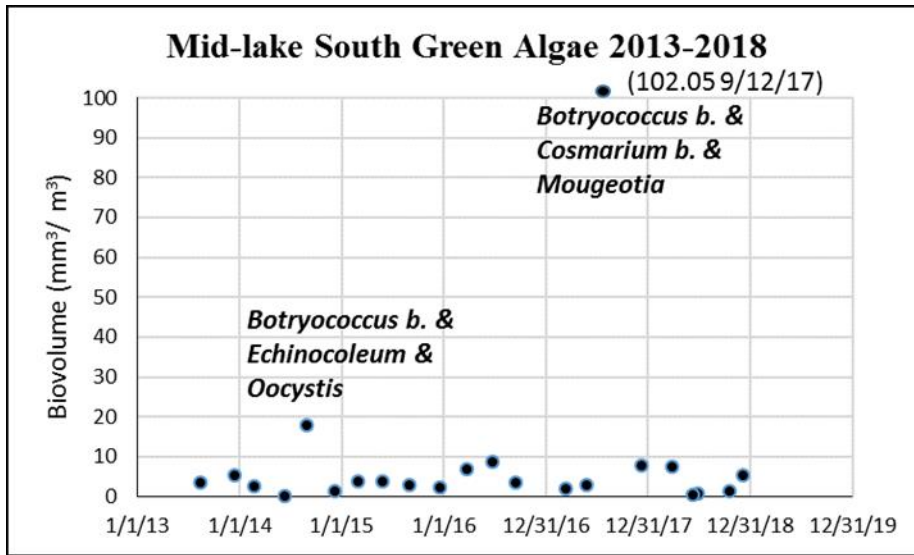 Mid-lake South Green Algae 2013-2018
(102.059/12/17)
100
90
80
70
60
50
40
30
20
10
0
Biovolume (mm³/ m³)
Botryococcus b. &
Cosmarium b. &
Mougeotia
Botryococcus b. &
Echinocoleum &
Oocystis
1/1/13 1/1/14 1/1/15 1/1/16 12/31/16 12/31/17 12/31/18 12/31/19